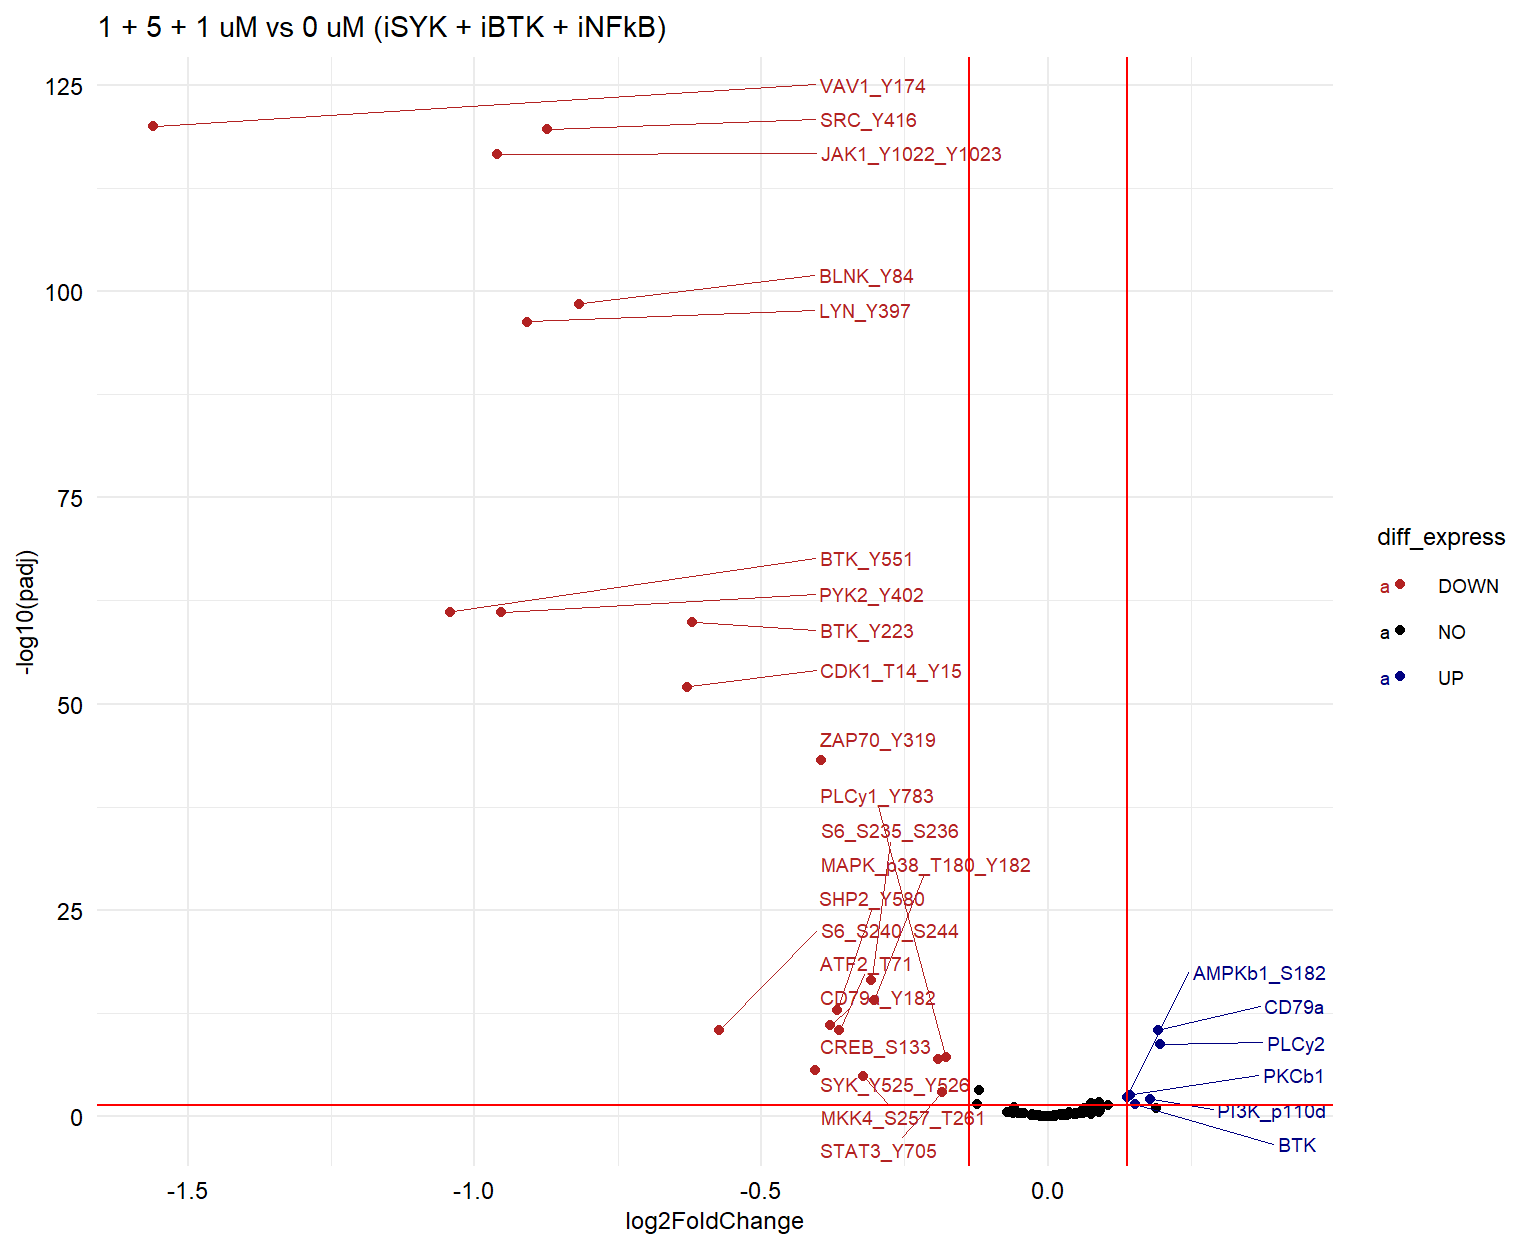 1 + 5 + 1 uM vs 0 uM (iSYK + iBTK + iNFkB)
125
100
75
50
25
0
-log10(padj)
VAV1_Y174
SRC_Y416
JAK1_Y1022_Y1023
BLNK_Y84
LYN_Y397
BTK_Y551
PYK2_Y402
BTK_Y223
CDK1_T14_Y15
ZAP70_Y319
PLCy1_Y783
S6_S235_S236
MAPK_p38_T180_Y182
SHP2_Y580
S6_S240_S244
ATF2_T71
CD79a_Y182
CREB_S133
SYK_Y525_Y526
MKK4_S257_T261
STAT3_Y705
AMPKb1_S182
CD79a
PLCy2
PKCb1
PI3K_p110d
BTK
-1.5
-1.0
-0.5
0.0
log2FoldChange
diff_express
a DOWN
a NO
a UP